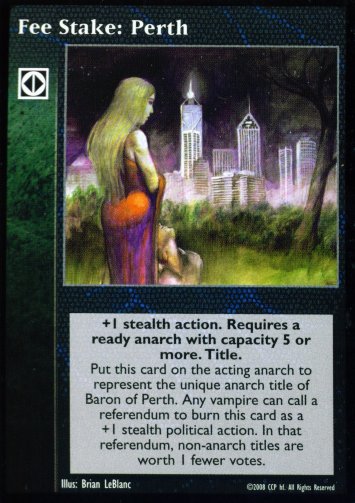 Fee Stake: Perth
+1 stealth action. Requires a
ready anarch with capacity 5 or
more. Title.
Put this card on the acting anarch to
represent the unique anarch title of
Baron of Perth. Any vampire can call a
referendum to burn this card as a
+1 stealth political action. In that
referendum, non-anarch titles are
worth 1 fewer votes.
Illus: Brian LeBlanc
©2008 CCP hf. All Rights Reserved